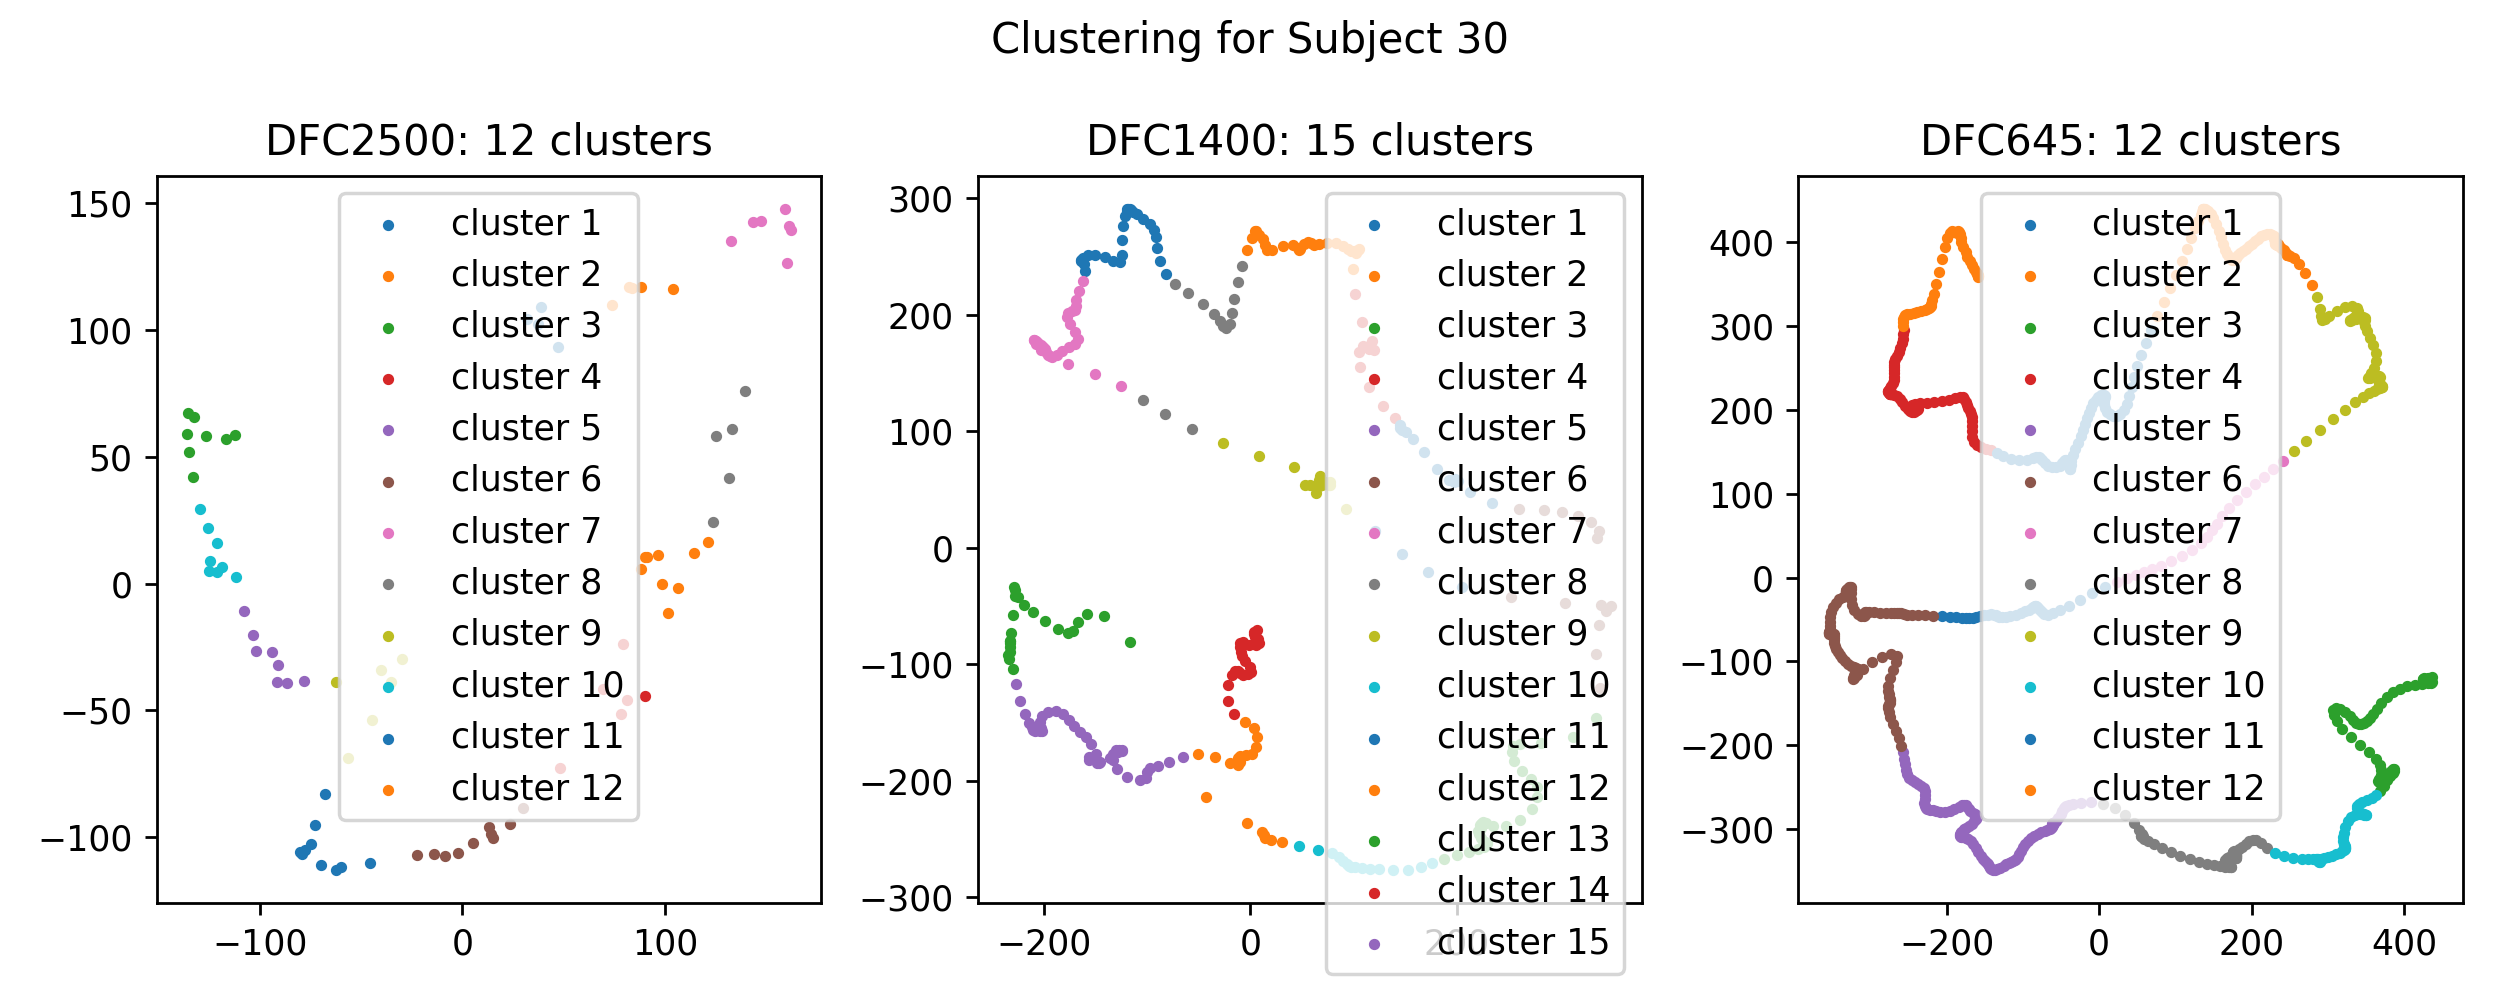 Clustering for Subject 30
DFC2500: 12 clusters
150
100
50
0
−50
−100
−100
0
100
cluster 1
cluster 2
cluster 3
cluster 4
cluster 5
cluster 6
cluster 7
cluster 8
cluster 9
cluster 10
cluster 11
cluster 12
DFC1400: 15 clusters
300
200
100
0
−100
−200
−300
−200
0
200
cluster 1
cluster 2
cluster 3
cluster 4
cluster 5
cluster 6
cluster 7
cluster 8
cluster 9
cluster 10
cluster 11
cluster 12
cluster 13
cluster 14
cluster 15
DFC645: 12 clusters
400
300
200
100
0
−100
−200
−300
−200
0
200
400
cluster 1
cluster 2
cluster 3
cluster 4
cluster 5
cluster 6
cluster 7
cluster 8
cluster 9
cluster 10
cluster 11
cluster 12